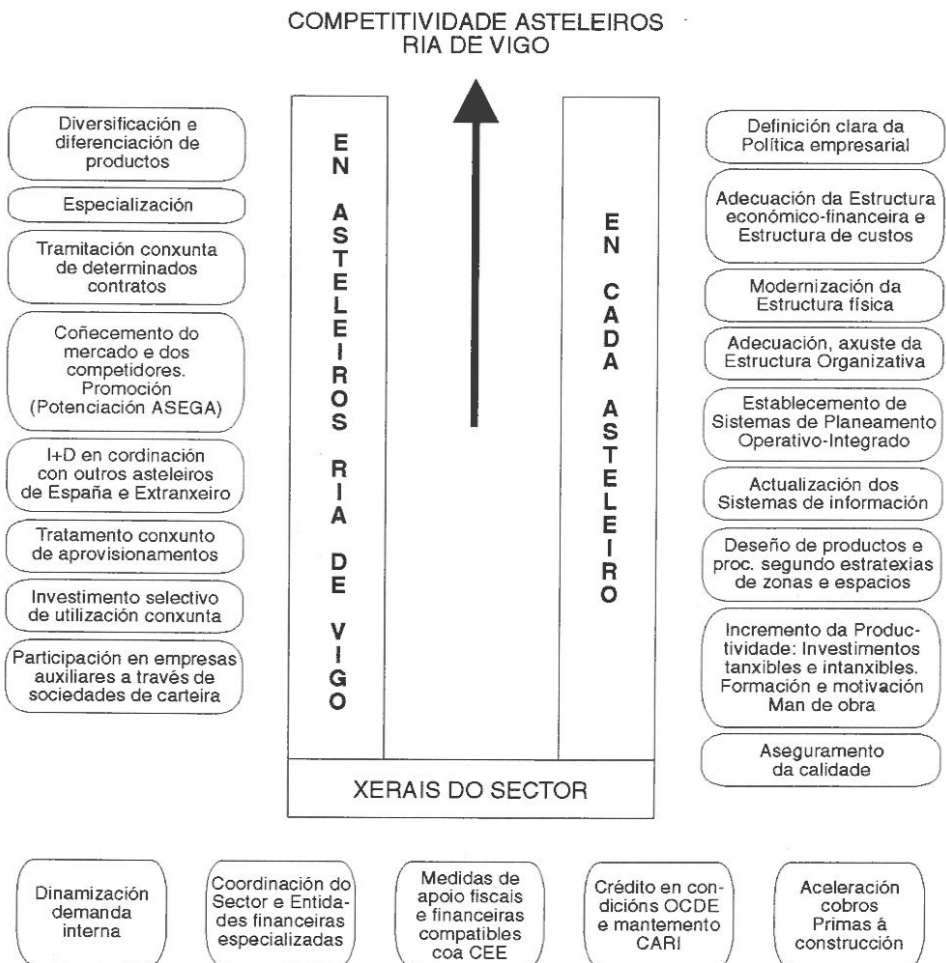 COMPETITIVIDADE ASTELEIROS
RIA DE VIGO
Diversificación e
diferenciación de
productos
Especialización
Tramitación conxunta
de determinados
contratos
Coñecemento do
mercado e dos
competidores.
Promoción
(Potenciación ASEGA)
I+D en cordinación
con outros asteleiros
de España e Extranxeiro
Tratamento conxunto
de aprovisionamentos
Investimento selectivo
de utilización conxunta
Participación en empresas
auxiliares a través de
sociedades de carteira
EN ASTELEIROS RIA DE VIGO
EN CADA ASTELEIRO
Definición clara da
Política empresarial
Adecuación da Estructura
económico-financeira e
Estructura de custos
Modernización da
Estructura física
Adecuación, axuste da
Estructura Organizativa
Establecemento de
Sistemas de Planeamento
Operativo-Integrado
Actualización dos
Sistemas de información
Deseño de productos e
proc. segundo estratexias
de zonas e espacios
Incremento da Produc-
tividade: Investimentos
tanxibles e intanxibles.
Formación e motivación
Man de obra
Aseguramento
da calidade
XERAIS DO SECTOR
Dinamización
demanda
interna
Coordinación do
Sector e Entida-
des financeiras
especializadas
Medidas de
apoio fiscais
e financeiras
compatibles
coa CEE
Crédito en con-
dicións OCDE
e mantemento
CARI
Aceleración
cobros
Primas á
construcción